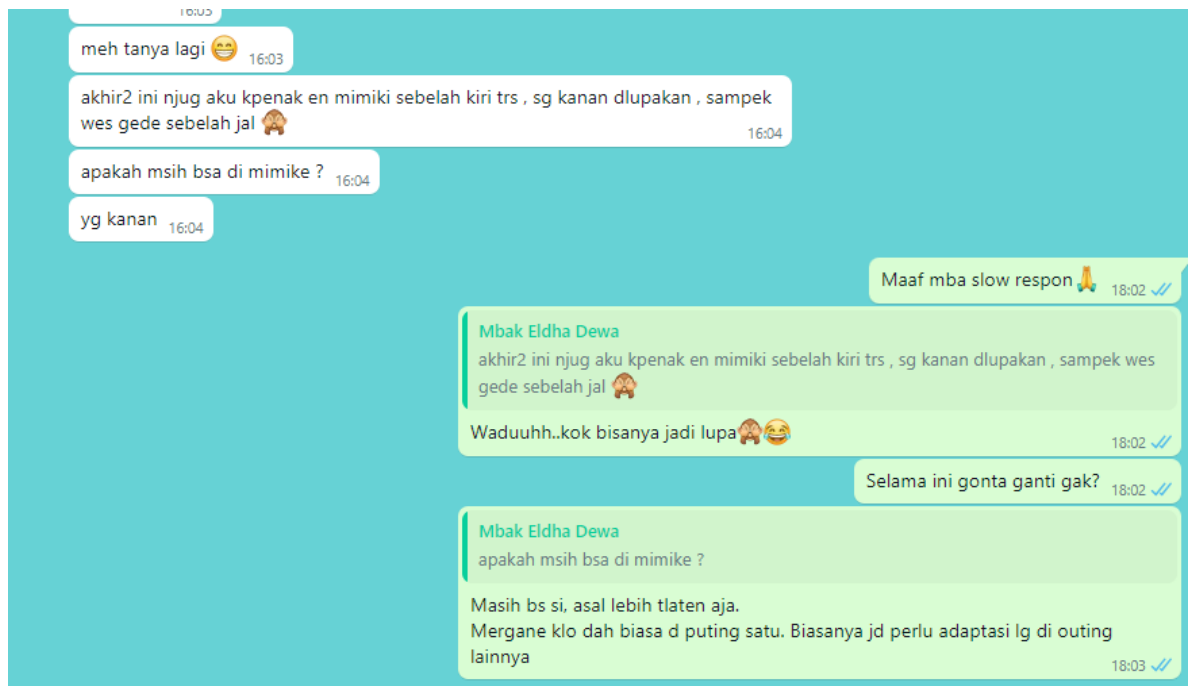 16:03
meh tanya lagi 😁 16:03
akhir2 ini njug aku kpenak en mimiki sebelah kiri trs , sg kanan dlupakan , sampek
wes gede sebelah jal 🙈
16:04
apakah msih bsa di mimike ? 16:04
yg kanan 16:04
Maaf mba slow respon🙏 18:02
Mbak Eldha Dewa
akhir2 ini njug aku kpenak en mimiki sebelah kiri trs , sg kanan dlupakan , sampek wes
gede sebelah jal 🙈
Waduuhh..kok bisanya jadi lupa🙈😂 18:02
Selama ini gonta ganti gak? 18:02
Mbak Eldha Dewa
apakah msih bsa di mimike ?
Masih bs si, asal lebih tlaten aja.
Mergane klo dah biasa d puting satu. Biasanya jd perlu adaptasi lg di outing
lainnya 18:03